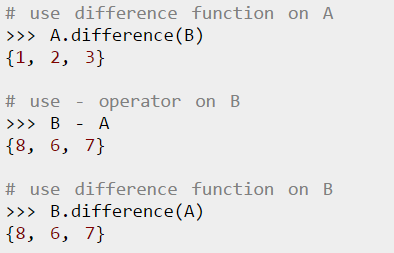 # use difference function on A
>>> A.difference(B)
{1, 2, 3}
# use - operator on B
>>> B - A
{8, 6, 7}
# use difference function on B
>>> B.difference(A)
{8, 6, 7}